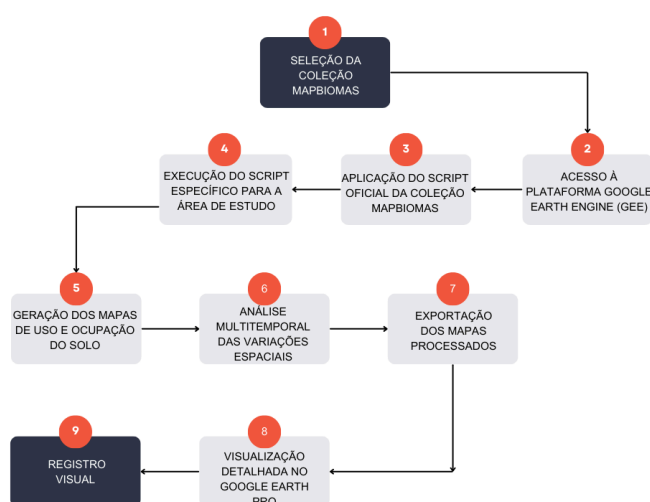 1
SELEÇÃO DA
COLEÇÃO
MAPBIOMAS
2
ACESSO À
PLATAFORMA GOOGLE
EARTH ENGINE (GEE)
3
APLICAÇÃO DO SCRIPT
OFICIAL DA COLEÇÃO
MAPBIOMAS
4
EXECUÇÃO DO SCRIPT
ESPECÍFICO PARA A
ÁREA DE ESTUDO
5
GERAÇÃO DOS MAPAS
DE USO E OCUPAÇÃO
DO SOLO
6
ANÁLISE
MULTITEMPORAL
DAS VARIAÇÕES
ESPACIAIS
7
EXPORTAÇÃO
DOS MAPAS
PROCESSADOS
8
VISUALIZAÇÃO
DETALHADA NO
GOOGLE EARTH
PRO
9
REGISTRO
VISUAL